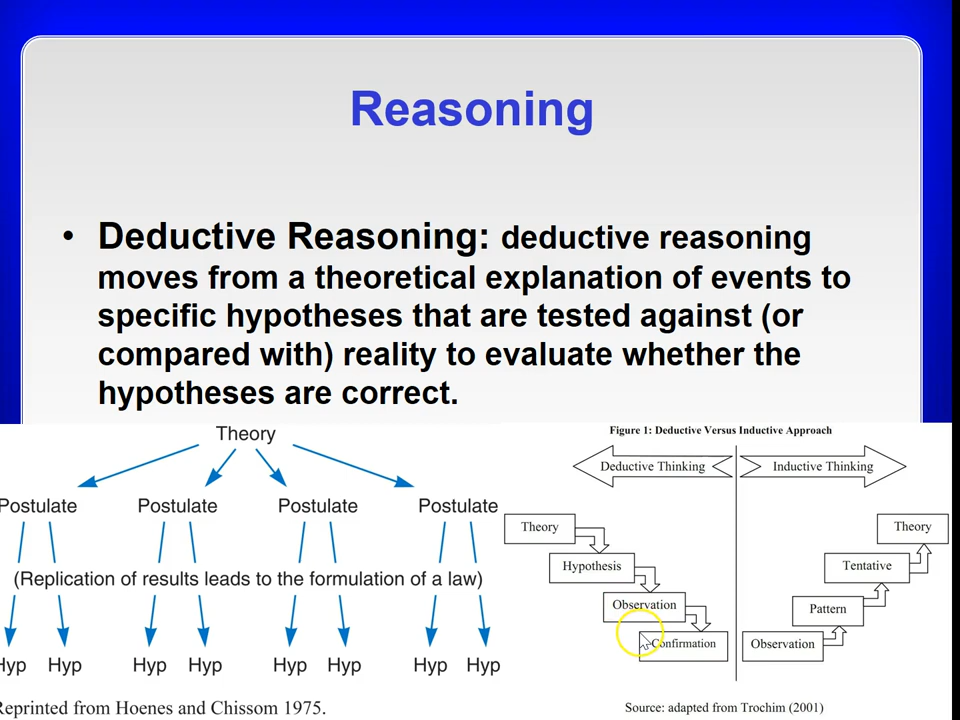 Reasoning
• Deductive Reasoning: deductive reasoning
moves from a theoretical explanation of events to
specific hypotheses that are tested against (or
compared with) reality to evaluate whether the
hypotheses are correct.
Theory
Postulate Postulate Postulate Postulate
(Replication of results leads to the formulation of a law)
Hyp Hyp Hyp Hyp Hyp Hyp Hyp Hyp
Reprinted from Hoenes and Chissom 1975.
Figure 1: Deductive Versus Inductive Approach
Deductive Thinking
Inductive Thinking
Theory
Hypothesis
Observation
Confirmation
Theory
Tentative
Pattern
Observation
Source: adapted from Trochim (2001)